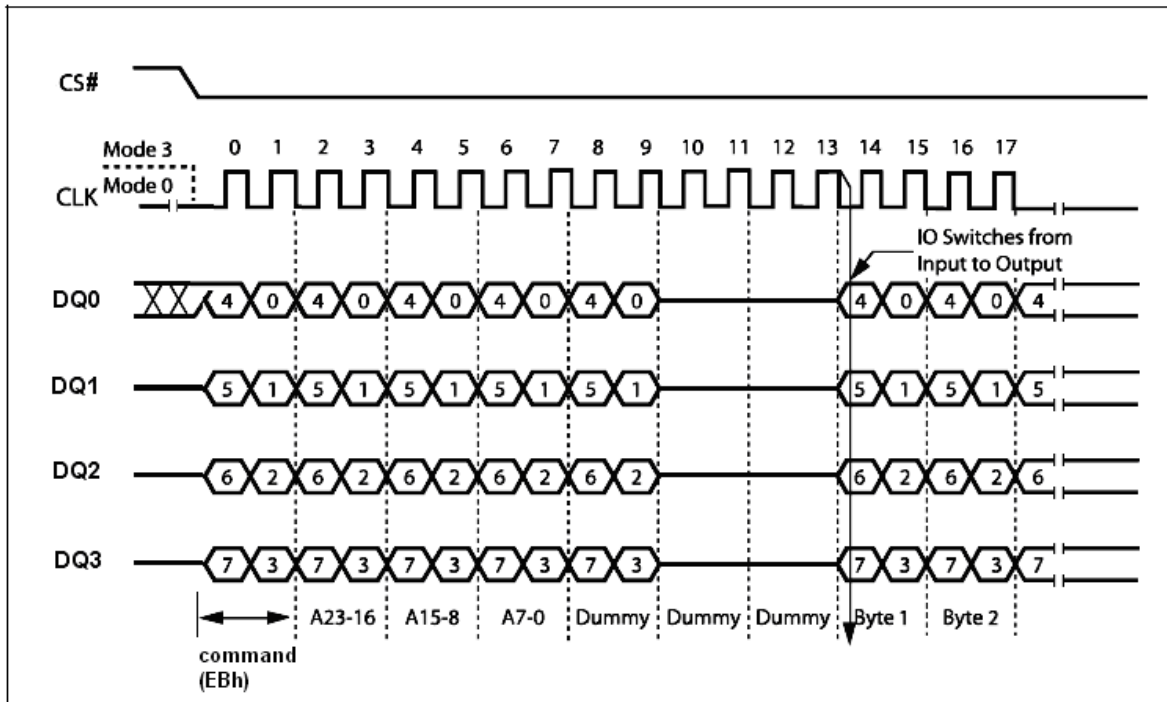 CS#
Mode 3
0 1 2 3 4 5 6 7 8 9 10 11 12 13 14 15 16 17
CLK
Mode 0
IO Switches from
Input to Output
DQ0
4 0 4 0 4 0 4 0 4 0 4 0 4 0 4
DQ1
5 1 5 1 5 1 5 1 5 1 5 1 5 1 5
DQ2
6 2 6 2 6 2 6 2 6 2 6 2 6 2 6
DQ3
7 3 7 3 7 3 7 3 7 3 7 3 7 3 7
A23-16 A15-8 A7-0 Dummy Dummy Dummy Byte 1 Byte 2
command
(EBh)